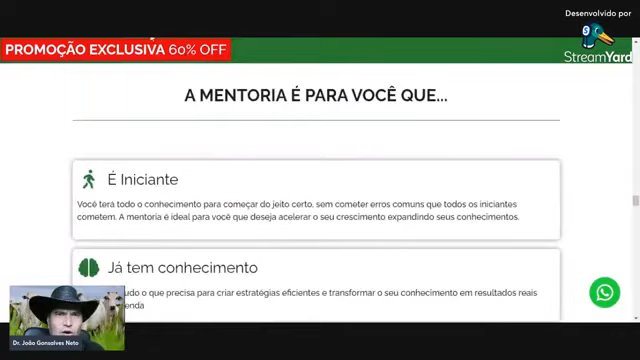 Desenvolvido por
StreamYard
PROMOÇÃO EXCLUSIVA 60% OFF
A MENTORIA É PARA VOCÊ QUE...
É Iniciante
Você terá todo o conhecimento para começar do jeito certo, sem cometer erros comuns que todos os iniciantes
cometem. A mentoria é ideal para você que deseja acelerar o seu crescimento expandindo seus conhecimentos.
Já tem conhecimento
udo o que precisa para criar estratégias eficientes e transformar o seu conhecimento em resultados reais
enda
Dr. João Gonsalves Neto